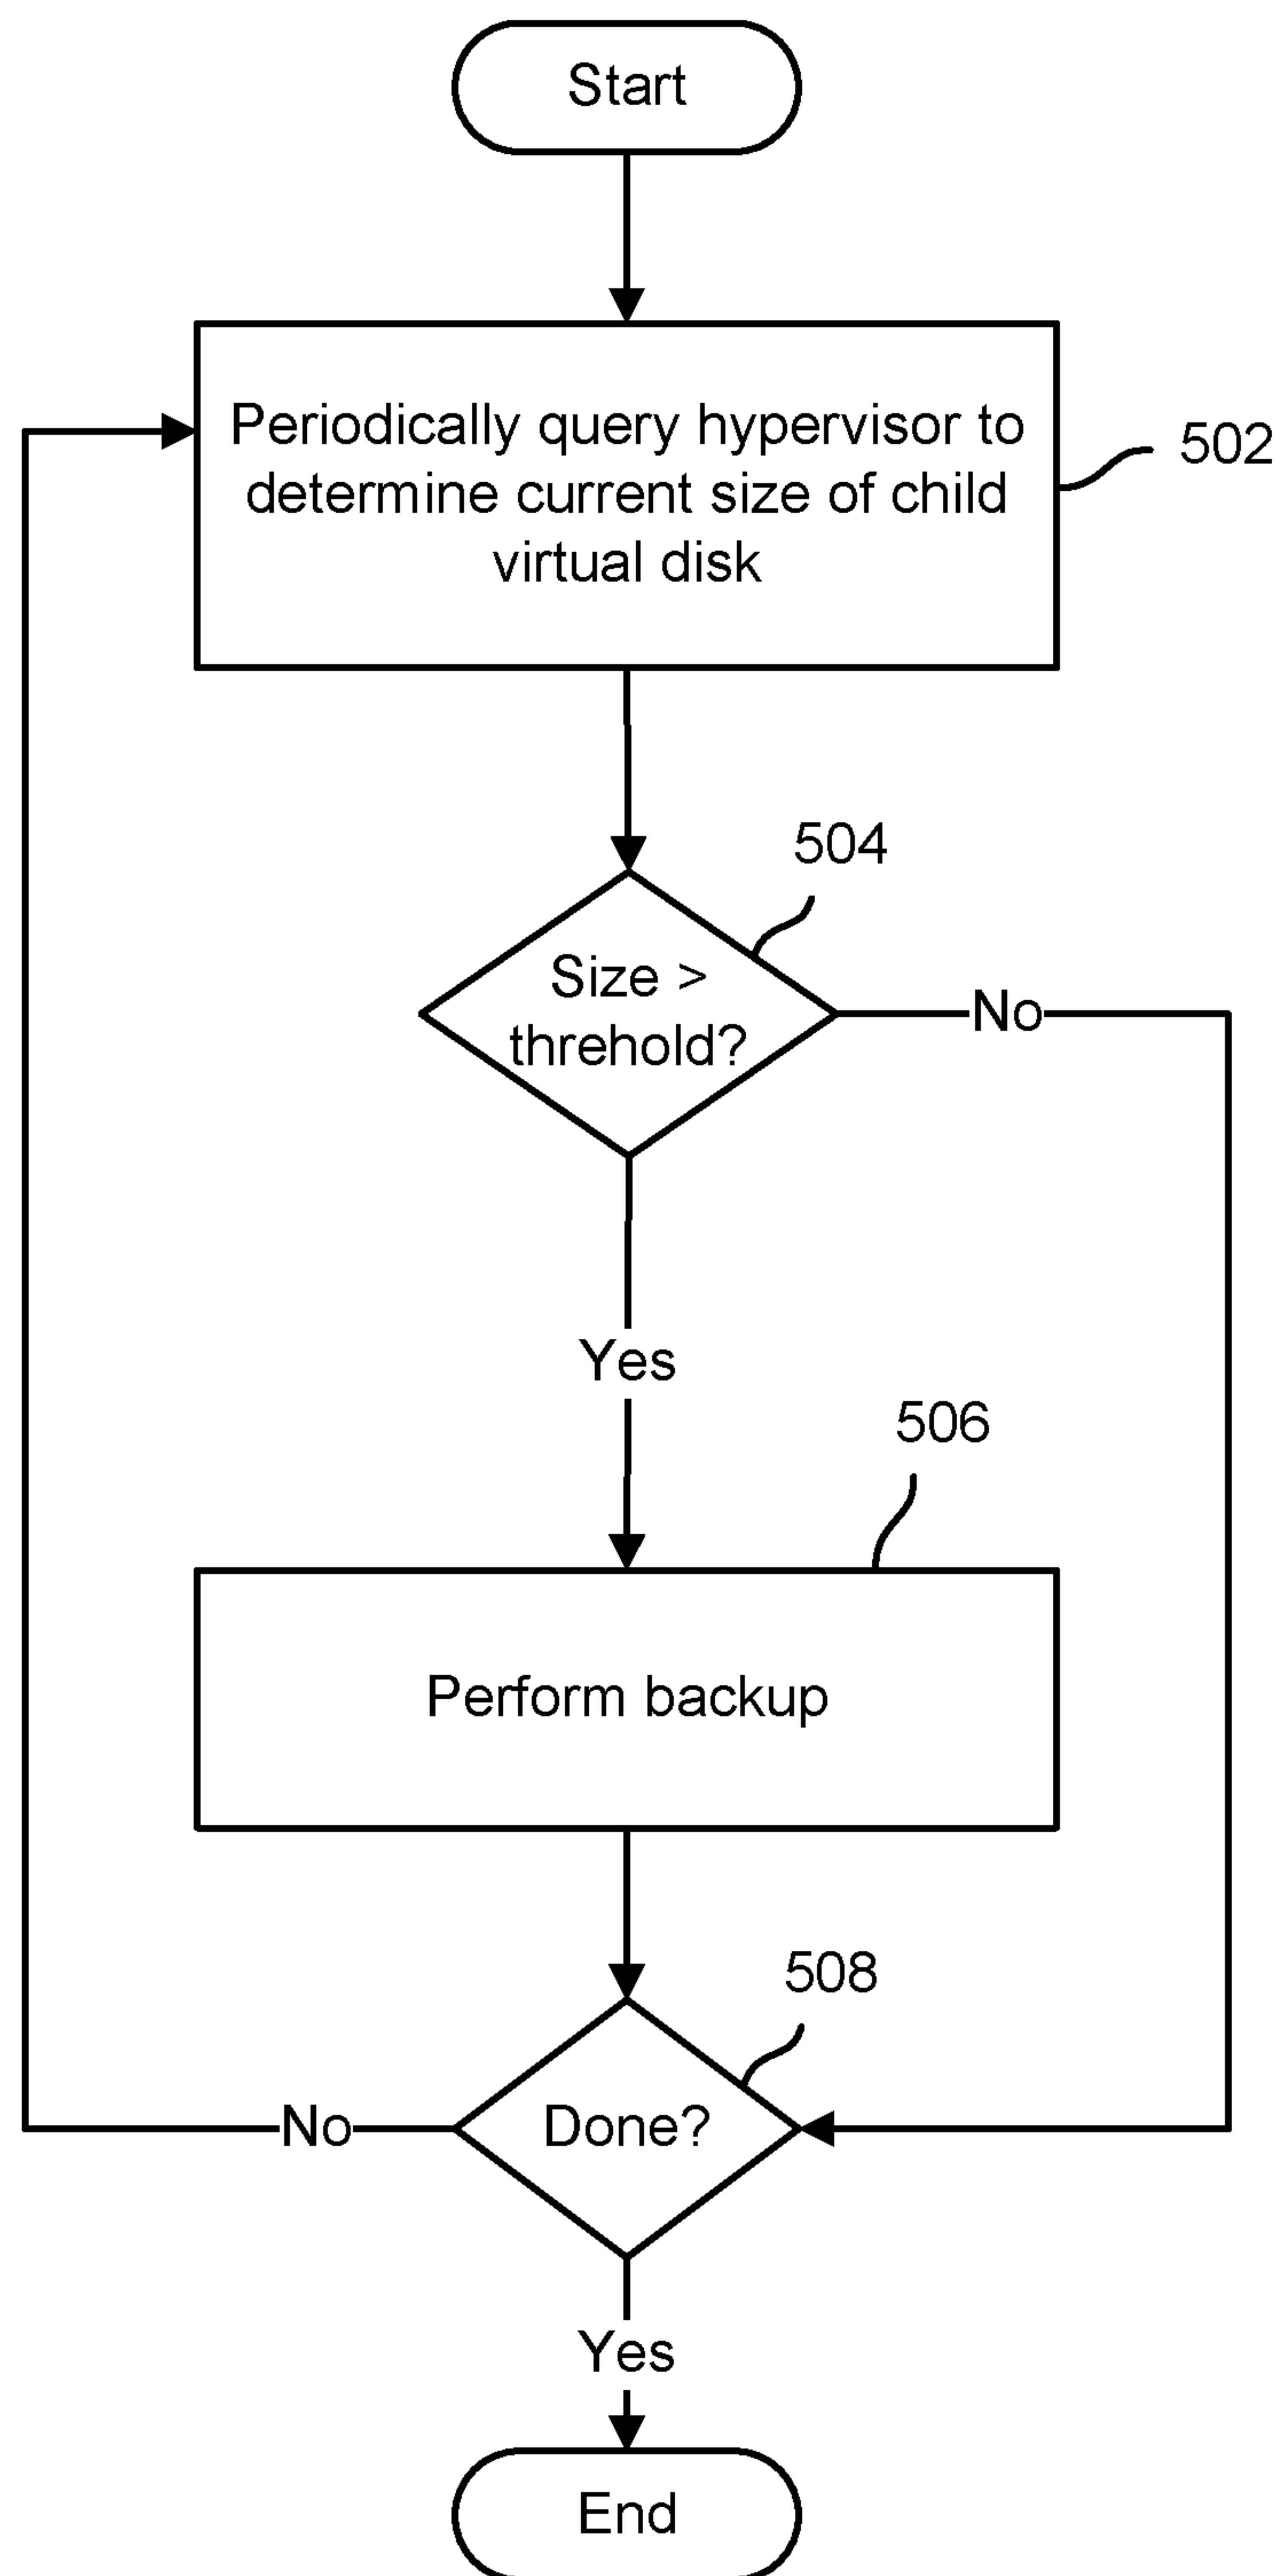 Start
Periodically query hypervisor to
determine current size of child
virtual disk
502
504
Size >
threhold?
No
Yes
506
Perform backup
508
Done?
No
Yes
End